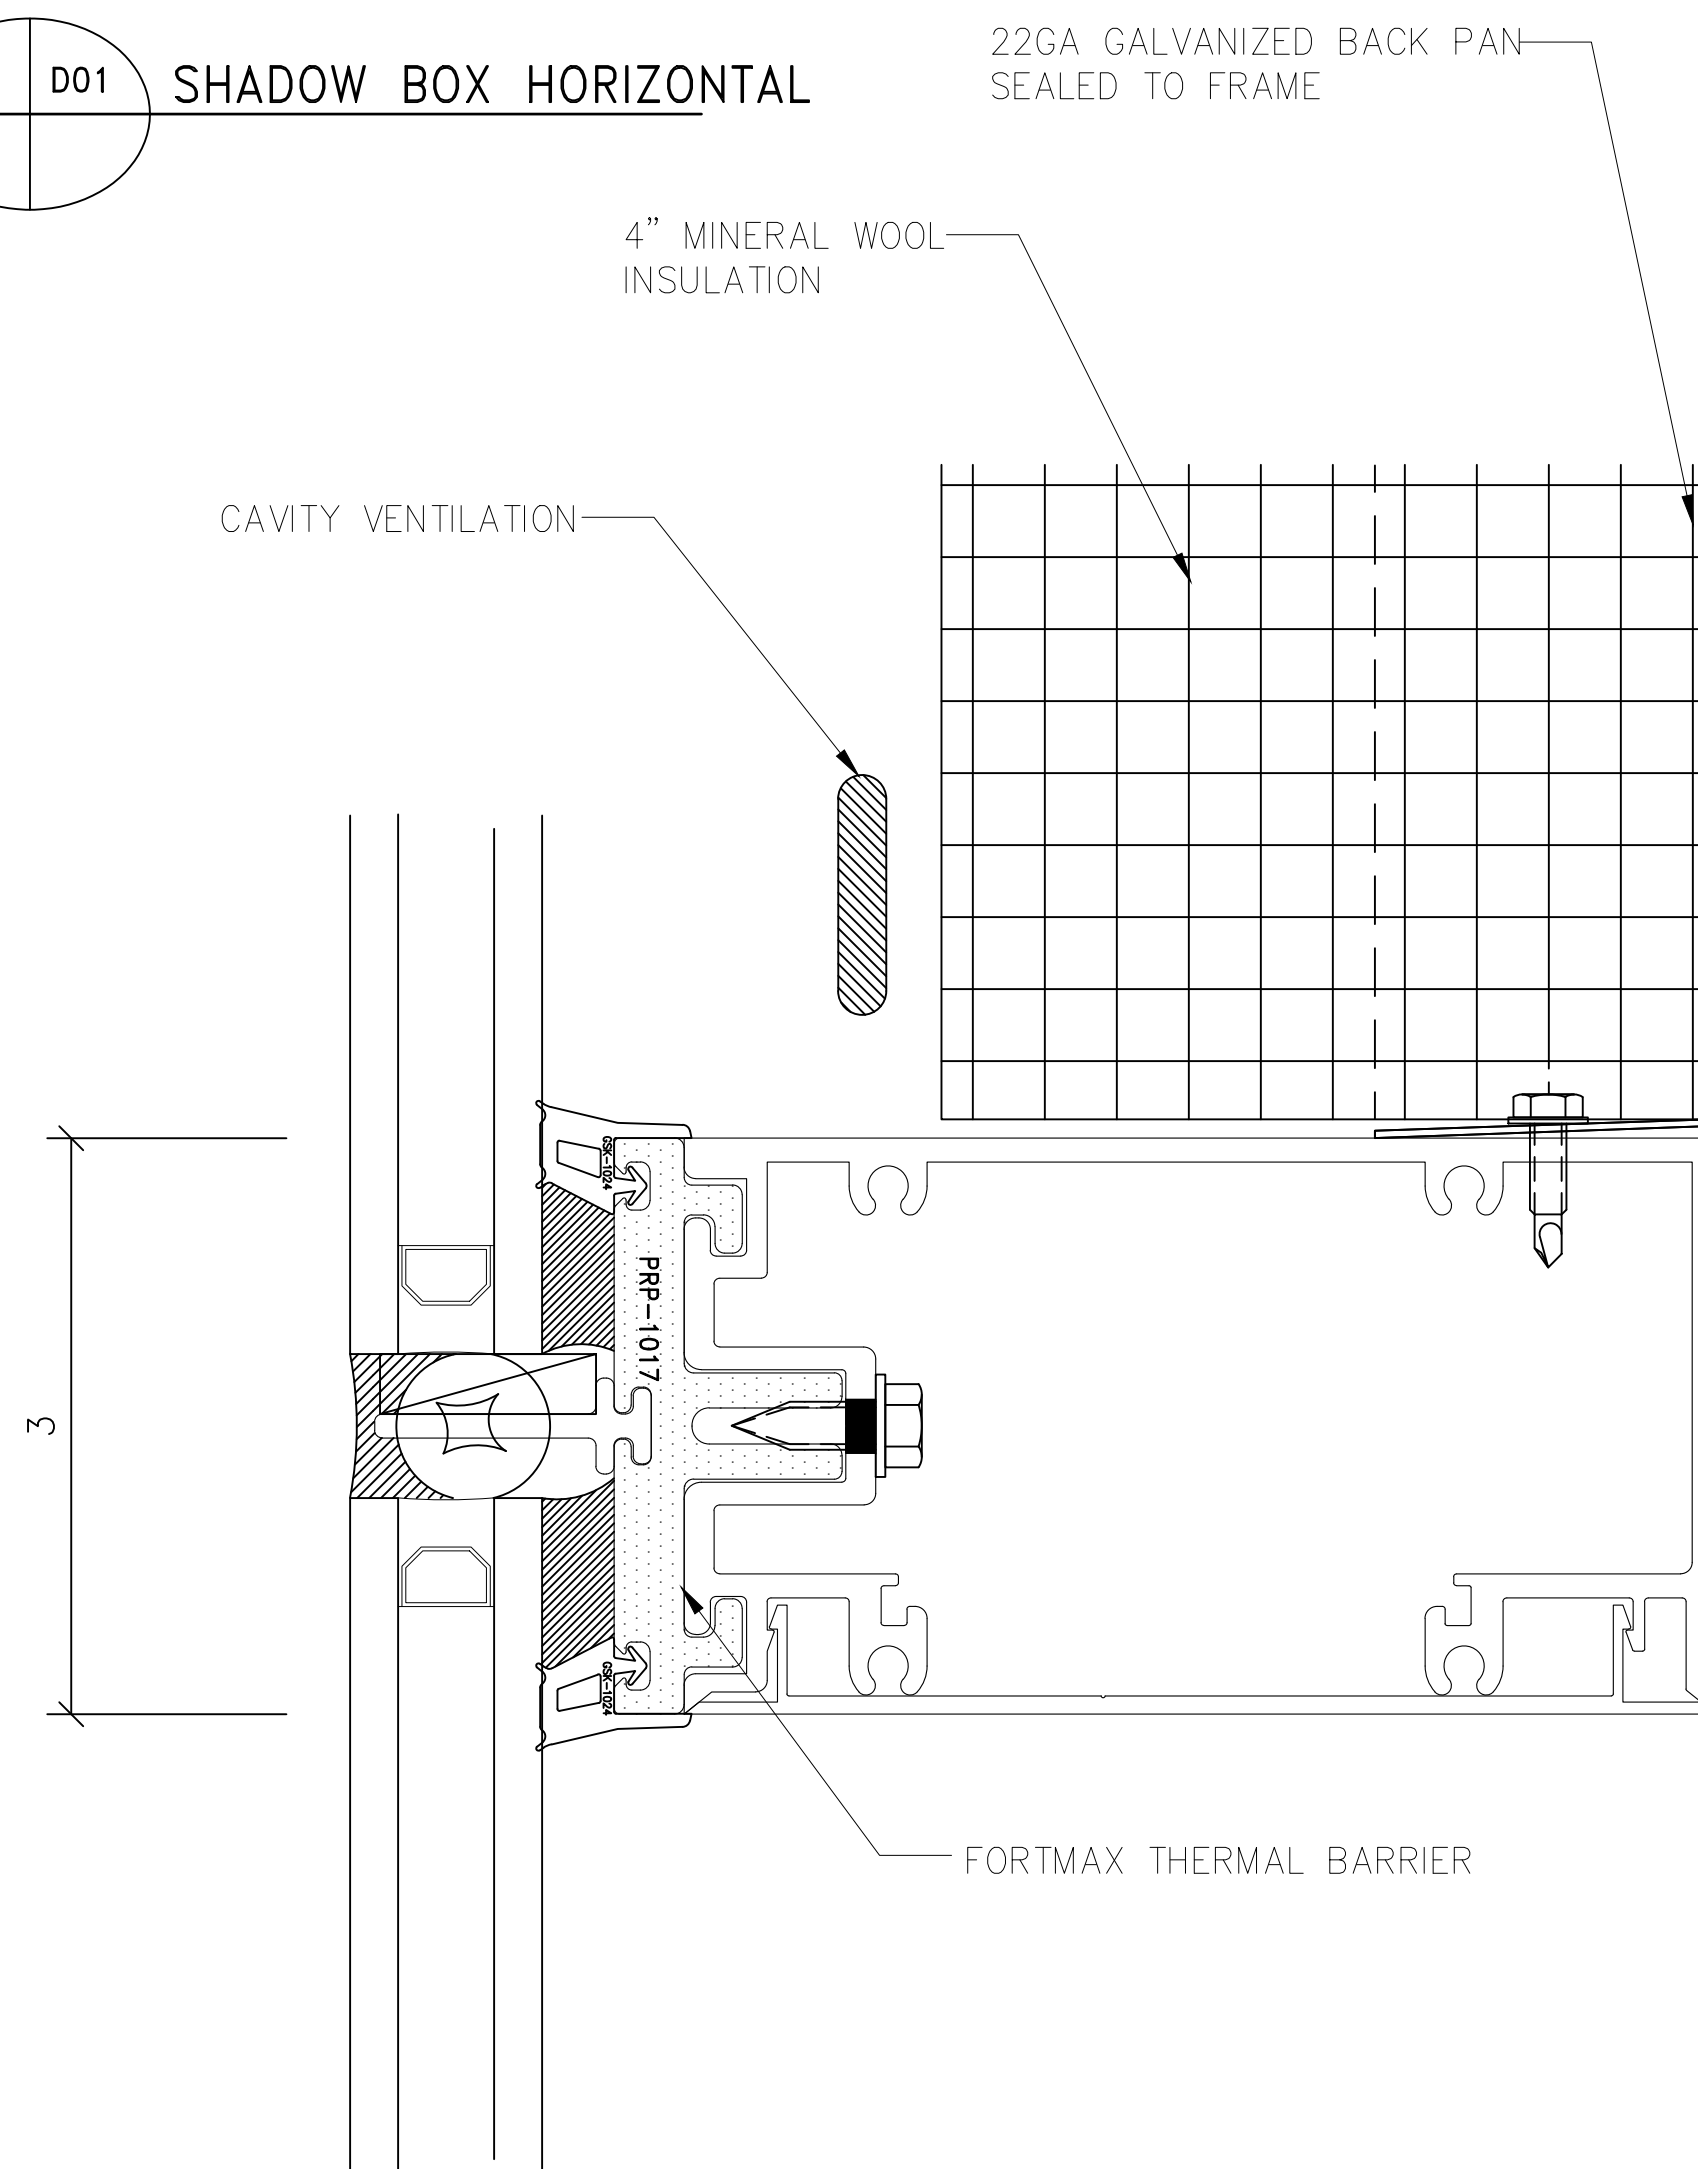 22GA GALVANIZED BACK PAN
SEALED TO FRAME
D01
SHADOW BOX HORIZONTAL
4” MINERAL WOOL
INSULATION
CAVITY VENTILATION
GSK-1024
PRP-1017
3
GSK-1024
FORTMAX THERMAL BARRIER